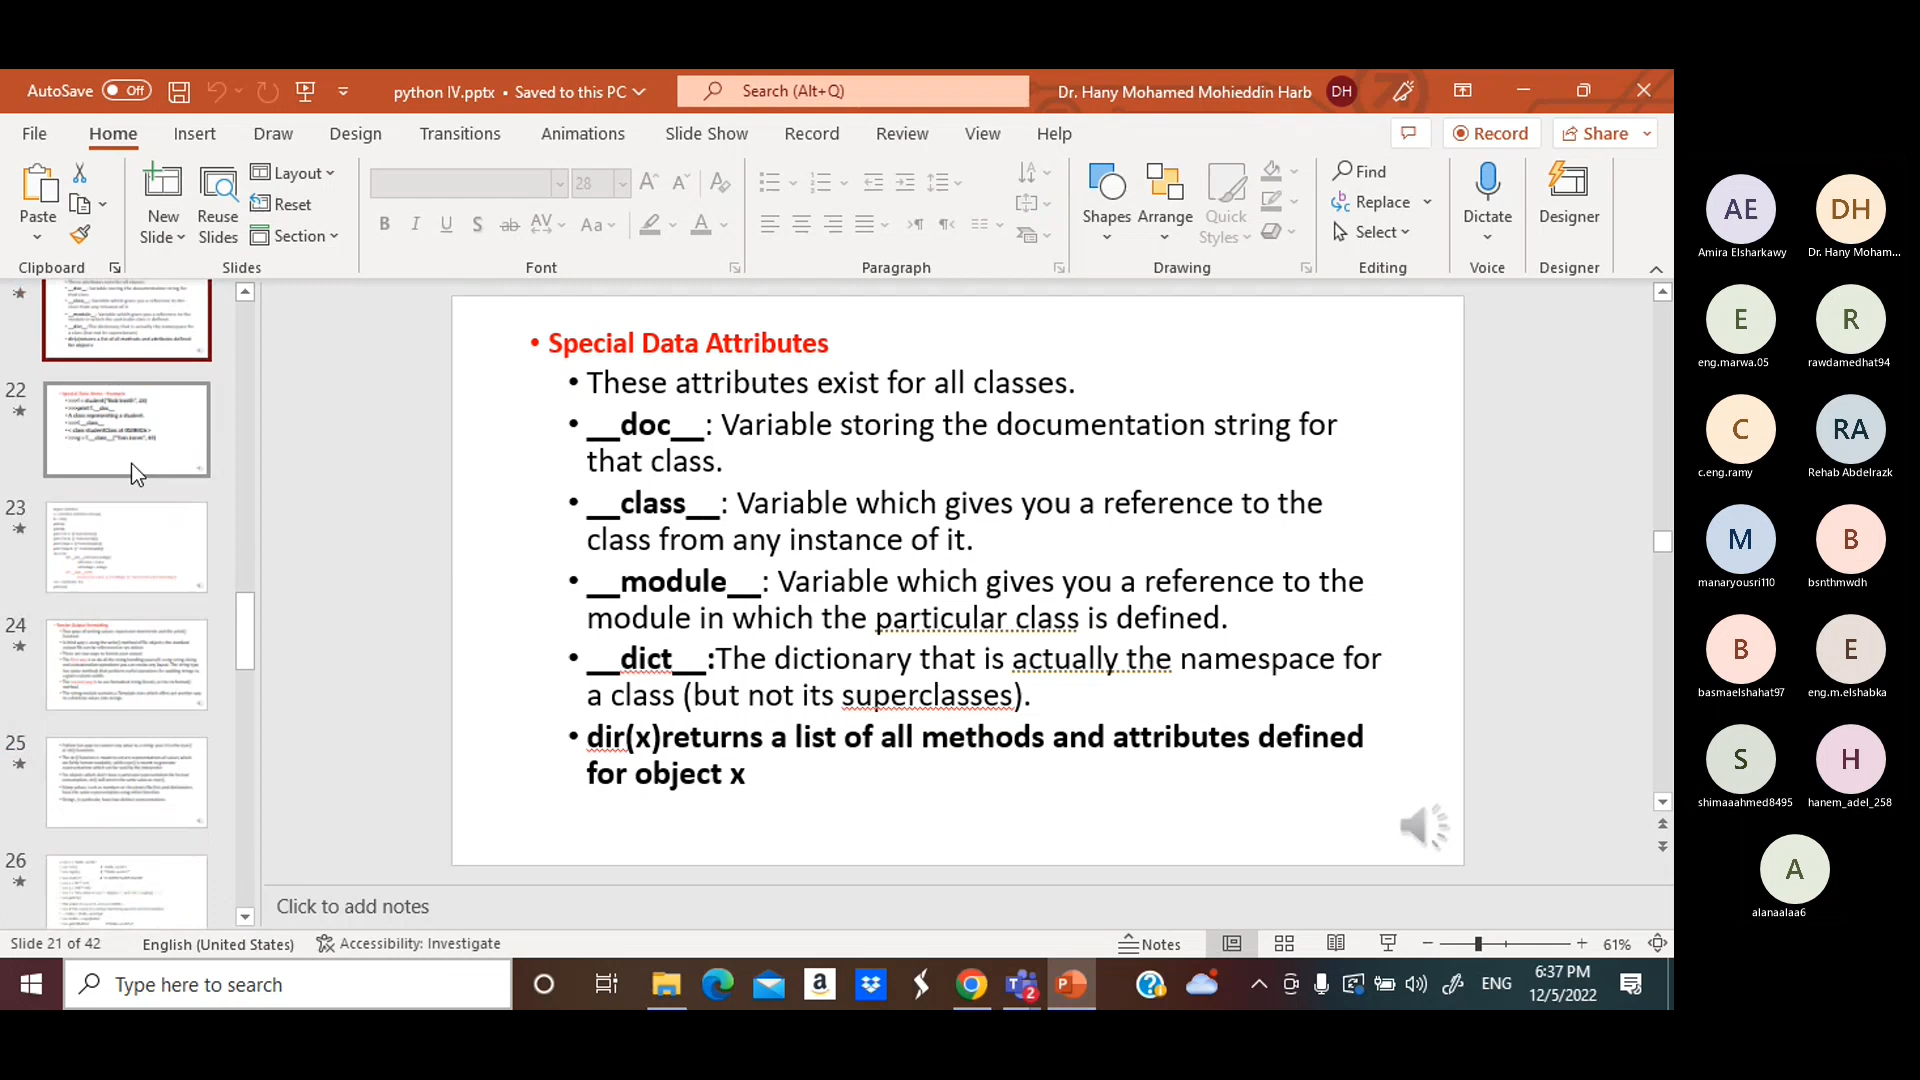 AutoSave Off python IV.pptx • Saved to this PC Search (Alt+Q) Dr. Hany Mohamed Mohieddin Harb DH
File Home Insert Draw Design Transitions Animations Slide Show Record Review View Help Record Share
Paste New Slide Reuse Slides Layout Reset Section
28
B I U S ab AV Aa A
Shapes Arrange Quick Styles
Find
Replace
Select
Dictate Designer
Clipboard Slides Font Paragraph Drawing Editing Voice Designer
22
23
24
25
26
• Special Data Attributes
• These attributes exist for all classes.
• __doc__: Variable storing the documentation string for
that class.
• __class__: Variable which gives you a reference to the
class from any instance of it.
• __module__: Variable which gives you a reference to the
module in which the particular class is defined.
• __dict__:The dictionary that is actually the namespace for
a class (but not its superclasses).
• dir(x)returns a list of all methods and attributes defined
for object x
Click to add notes
Slide 21 of 42 English (United States) Accessibility: Investigate Notes 61%
Type here to search
a
2
ENG
6:37 PM
12/5/2022
AE DH
Amira Elsharkawy Dr. Hany Moham...
E R
eng.marwa.05 rawdamedhat94
C RA
c.eng.ramy Rehab Abdelrazk
M B
manaryousri110 bsnthmwdh
B E
basmaelshahat97 eng.m.elshabka
S H
shimaaahmed8495 hanem_adel_258
A
alanaalaa6